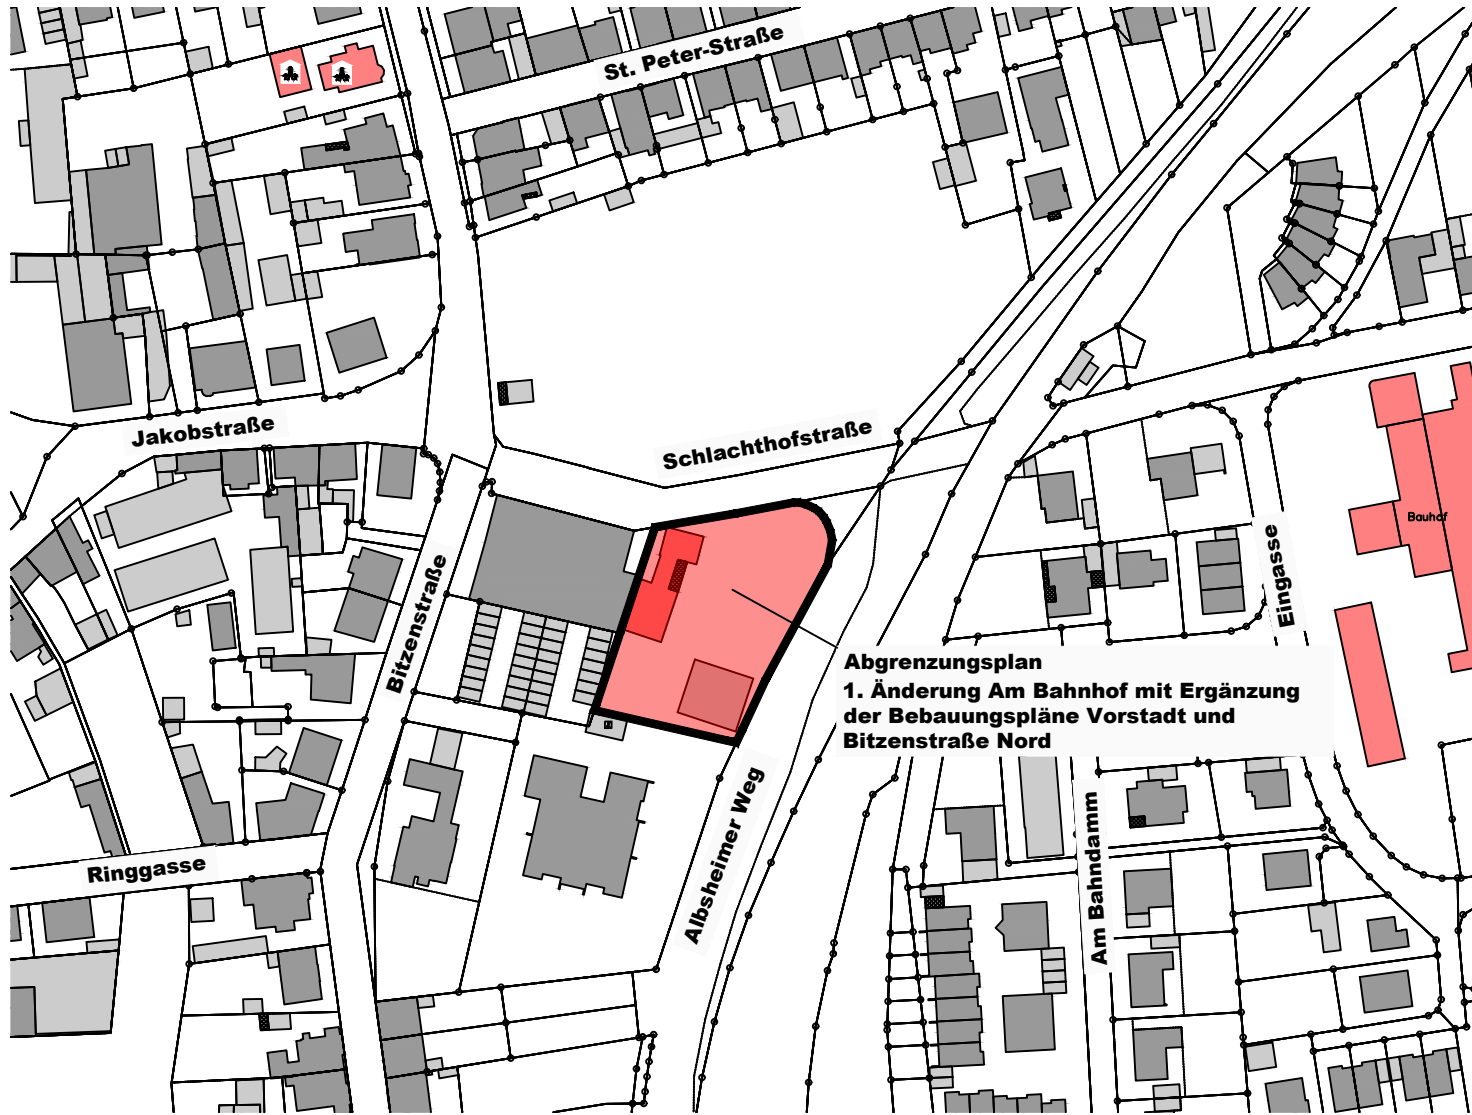 St. Peter-Straße
Jakobstraße
Schlachthofstraße
Bauhof
Eingasse
Bitzenstraße
Abgrenzungsplan
1. Änderung Am Bahnhof mit Ergänzung
der Bebauungspläne Vorstadt und
Bitzenstraße Nord
Albsheimer Weg
Am Bahndamm
Ringgasse